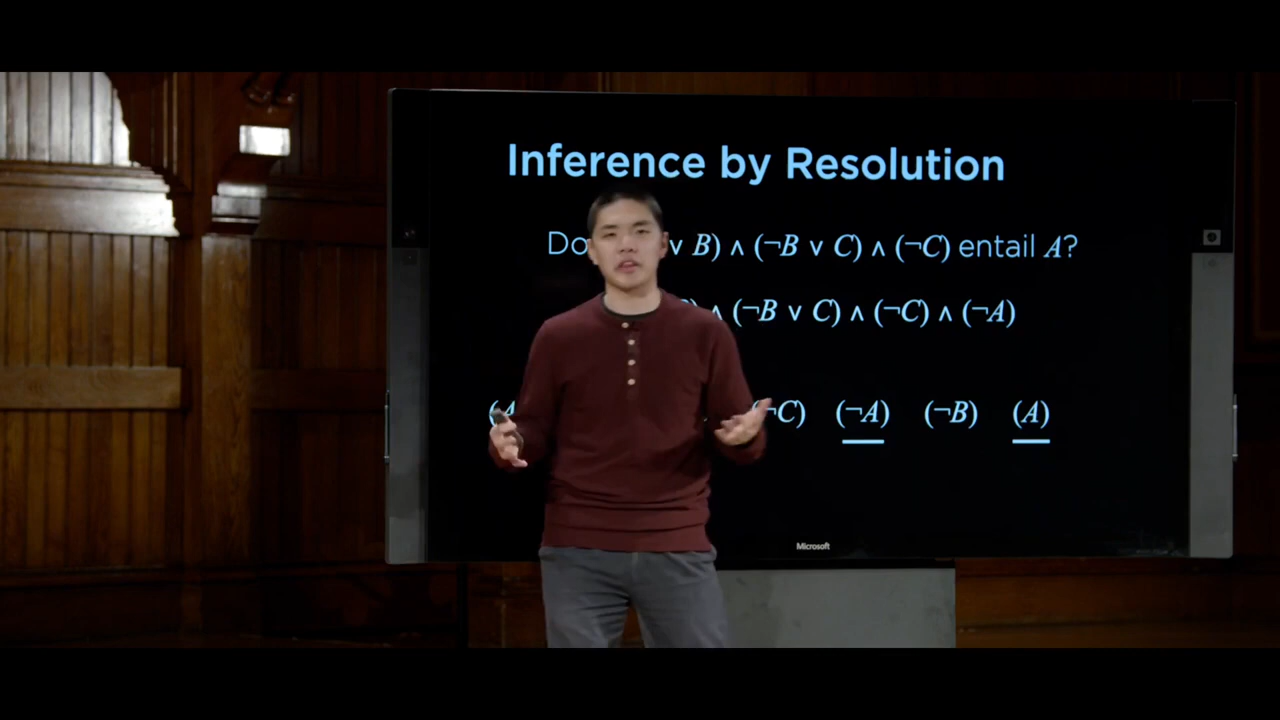 Inference by Resolution
Do ∨ B) ∧ (¬B ∨ C) ∧ (¬C) entail A?
∧ (¬B ∨ C) ∧ (¬C) ∧ (¬A)
(A ¬C) (¬A) (¬B) (A)
Microsoft